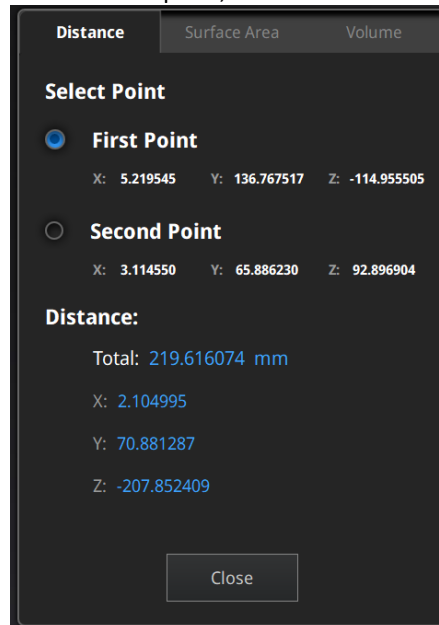 Distance Surface Area Volume
Select Point
First Point
X: 5.219545 Y: 136.767517 Z: -114.955505
Second Point
X: 3.114550 Y: 65.886230 Z: 92.896904
Distance:
Total: 219.616074 mm
X: 2.104995
Y: 70.881287
Z: -207.852409
Close